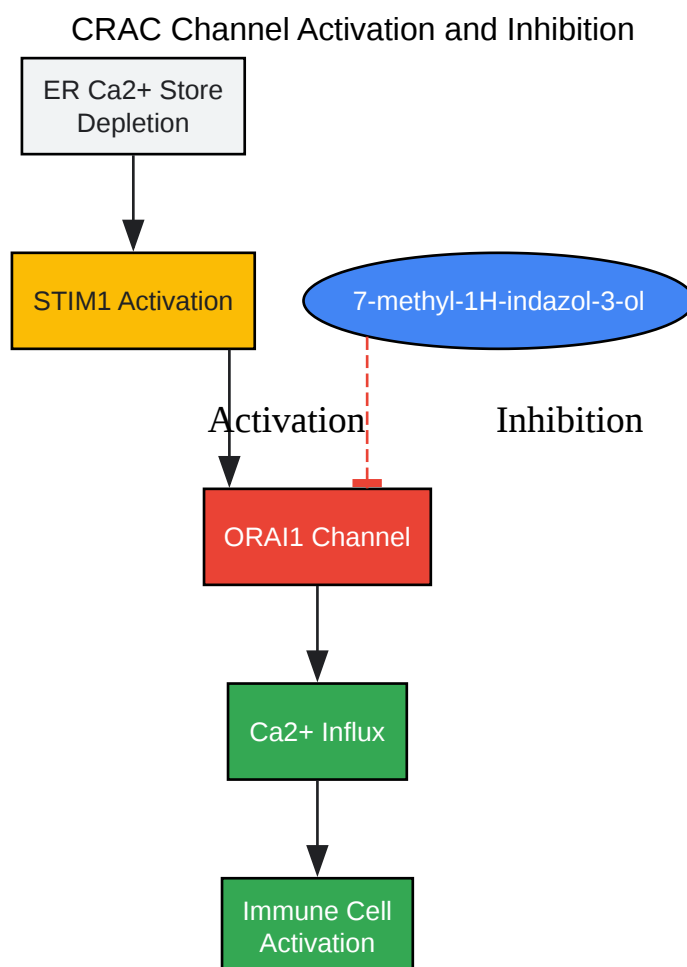 CRAC Channel Activation and Inhibition
ER Ca2+ Store
Depletion
STIM1 Activation
7-methyl-1H-indazol-3-ol
Activation
Inhibition
ORAI1 Channel
Ca2+ Influx
Immune Cell
Activation